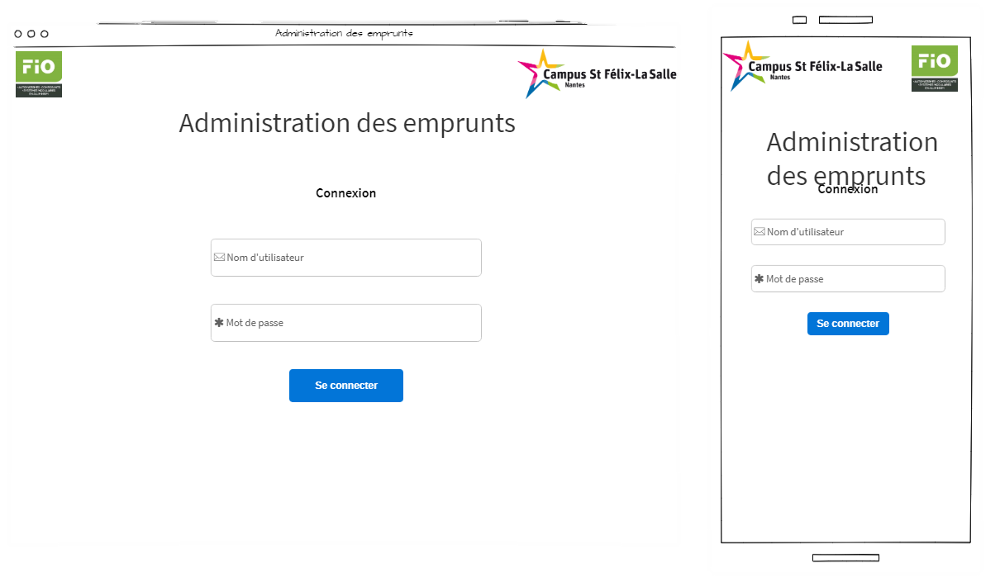 Administration des emprunts
FiO
Campus St Félix-La Salle
Nantes
Administration des emprunts
Connexion
Nom d'utilisateur
Mot de passe
Se connecter
Campus St Félix-La Salle
Nantes
FiO
Administration
des emprunts
Connexion
Nom d'utilisateur
Mot de passe
Se connecter